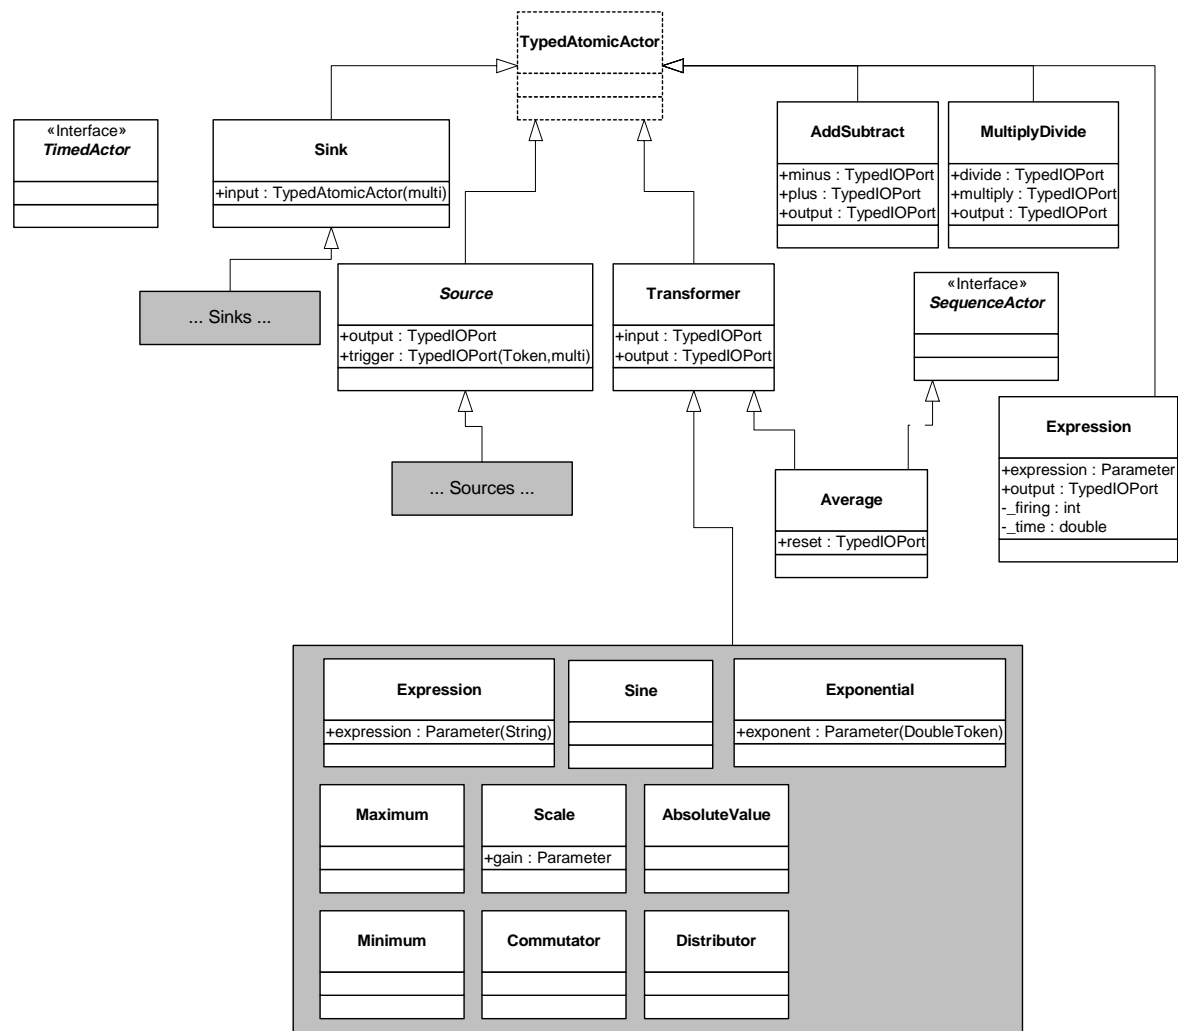 TypedAtomicActor
«Interface»
TimedActor
Sink
+input : TypedAtomicActor(multi)
AddSubtract
+minus : TypedIOPort
+plus : TypedIOPort
+output : TypedIOPort
MultiplyDivide
+divide : TypedIOPort
+multiply : TypedIOPort
+output : TypedIOPort
... Sinks ...
Source
+output : TypedIOPort
+trigger : TypedIOPort(Token,multi)
Transformer
+input : TypedIOPort
+output : TypedIOPort
«Interface»
SequenceActor
... Sources ...
Average
+reset : TypedIOPort
Expression
+expression : Parameter
+output : TypedIOPort
-_firing : int
-_time : double
Expression
+expression : Parameter(String)
Sine
Exponential
+exponent : Parameter(DoubleToken)
Maximum
Scale
+gain : Parameter
AbsoluteValue
Minimum
Commutator
Distributor